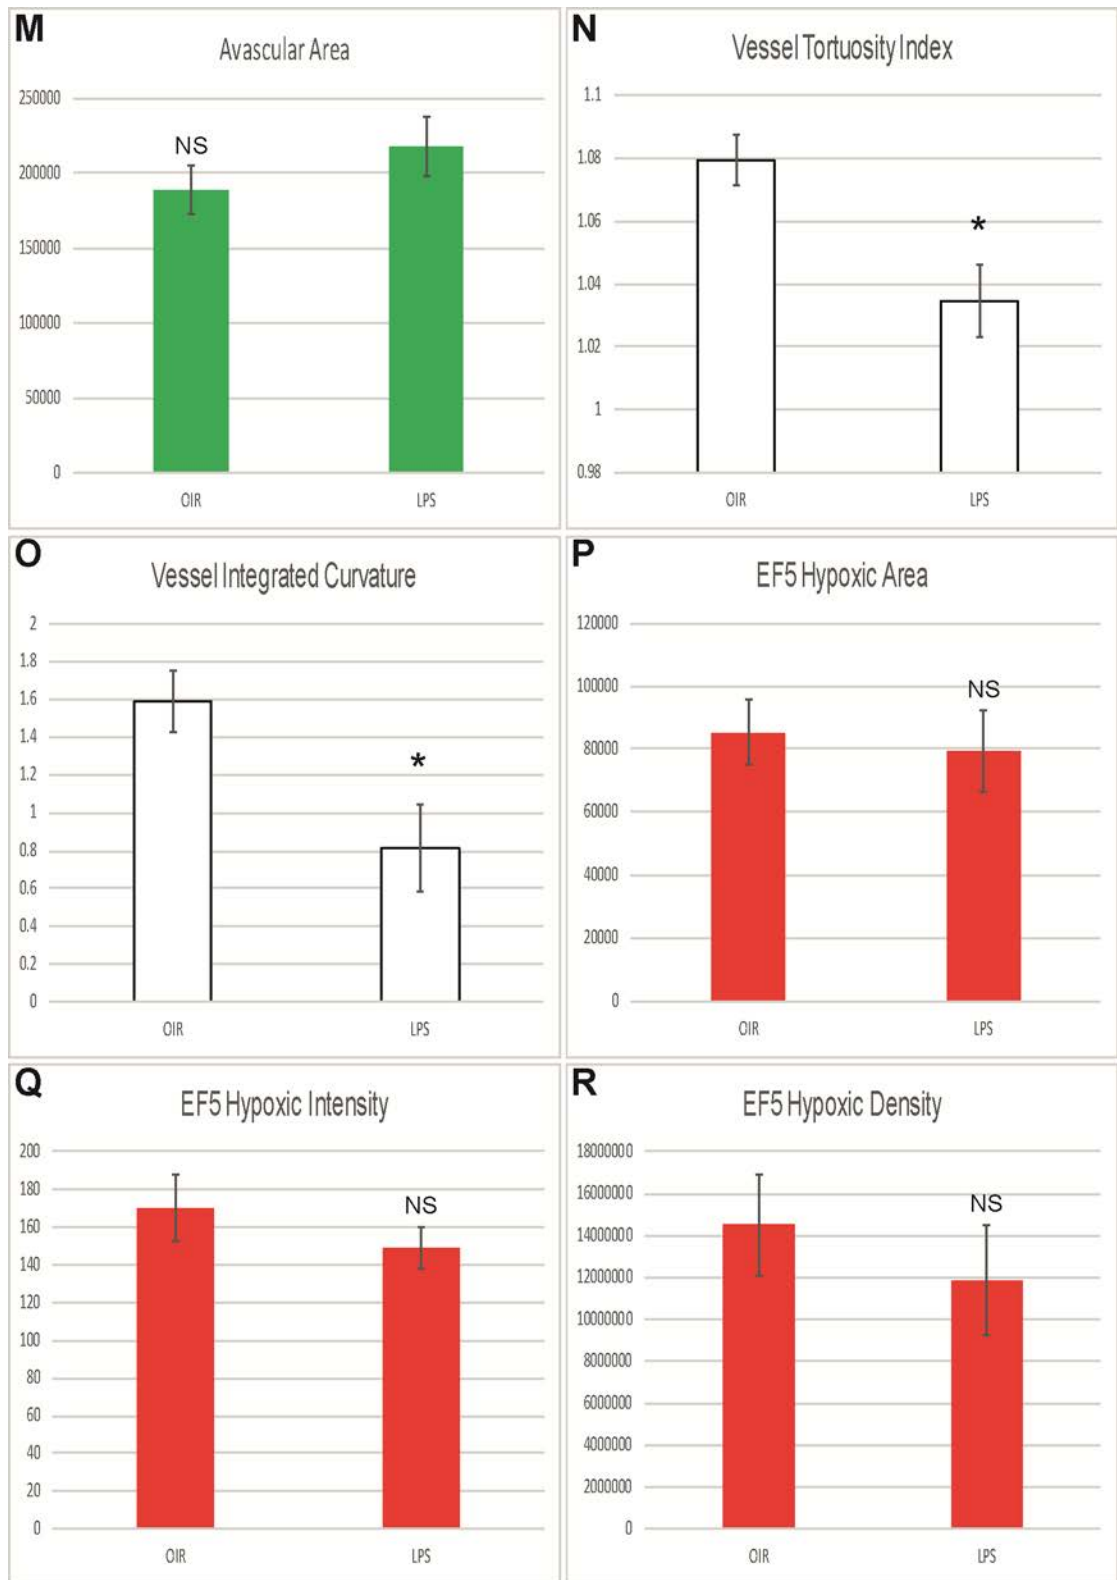 M
Avascular Area
250000
200000
150000
100000
50000
0
NS
OIR
LPS
N
Vessel Tortuosity Index
1.1
1.08
1.06
1.04
1.02
1
0.98
*
OIR
LPS
O
Vessel Integrated Curvature
2
1.8
1.6
1.4
1.2
1
0.8
0.6
0.4
0.2
0
*
OIR
LPS
P
EF5 Hypoxic Area
120000
100000
80000
60000
40000
20000
0
NS
OIR
LPS
Q
EF5 Hypoxic Intensity
200
180
160
140
120
100
80
60
40
20
0
NS
OIR
LPS
R
EF5 Hypoxic Density
18000000
16000000
14000000
12000000
10000000
8000000
6000000
4000000
2000000
0
NS
OIR
LPS